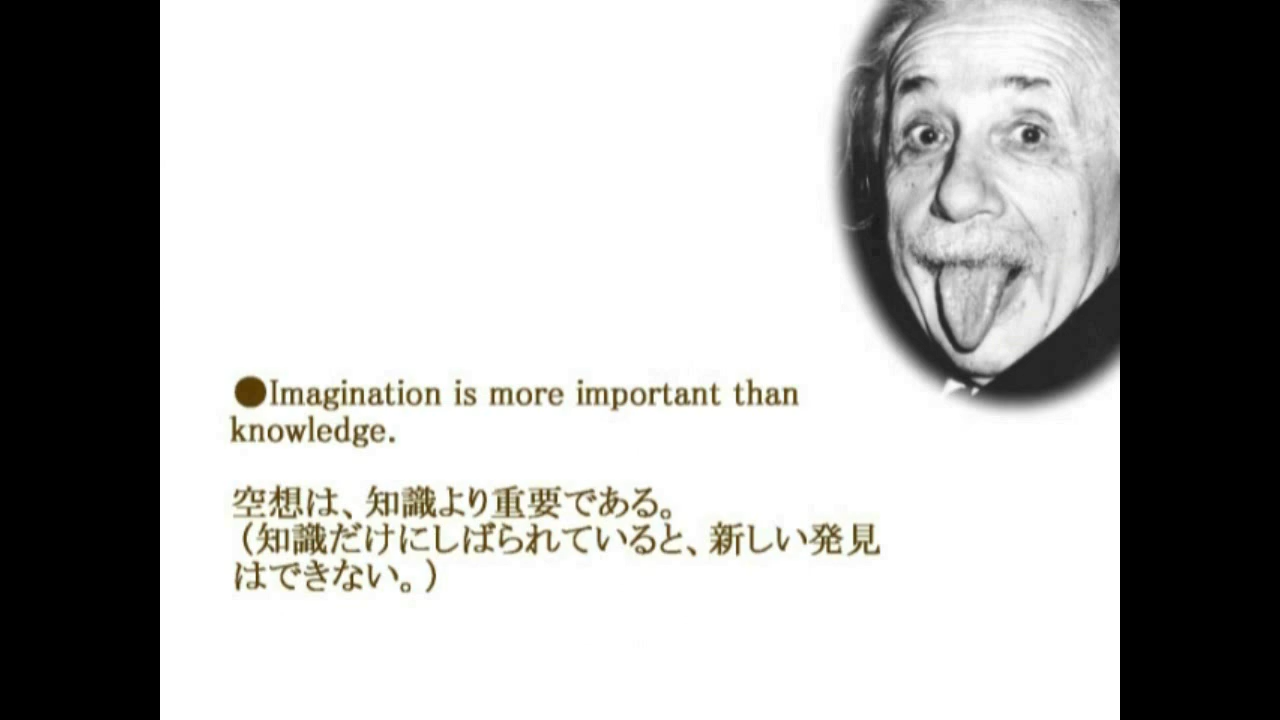 ●Imagination is more important than
knowledge.
空想は、知識より重要である。
（知識だけにしばられていると、新しい発見
はできない。）